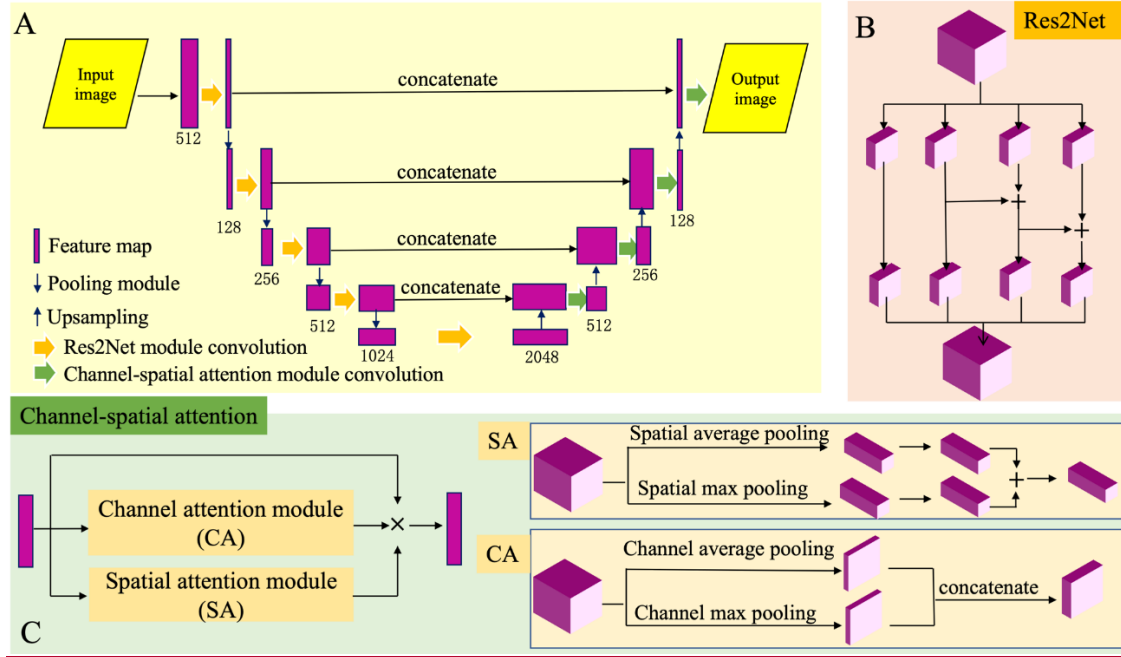 A
Input
image
concatenate
Output
image
512
concatenate
128
128
concatenate
256
256
concatenate
512
512
1024
2048
Feature map
Pooling module
Upsampling
Res2Net module convolution
Channel-spatial attention module convolution
B
Res2Net
+
+
Channel-spatial attention
Channel attention module
(CA)
×
Spatial attention module
(SA)
C
SA
Spatial average pooling
Spatial max pooling
+
CA
Channel average pooling
Channel max pooling
concatenate